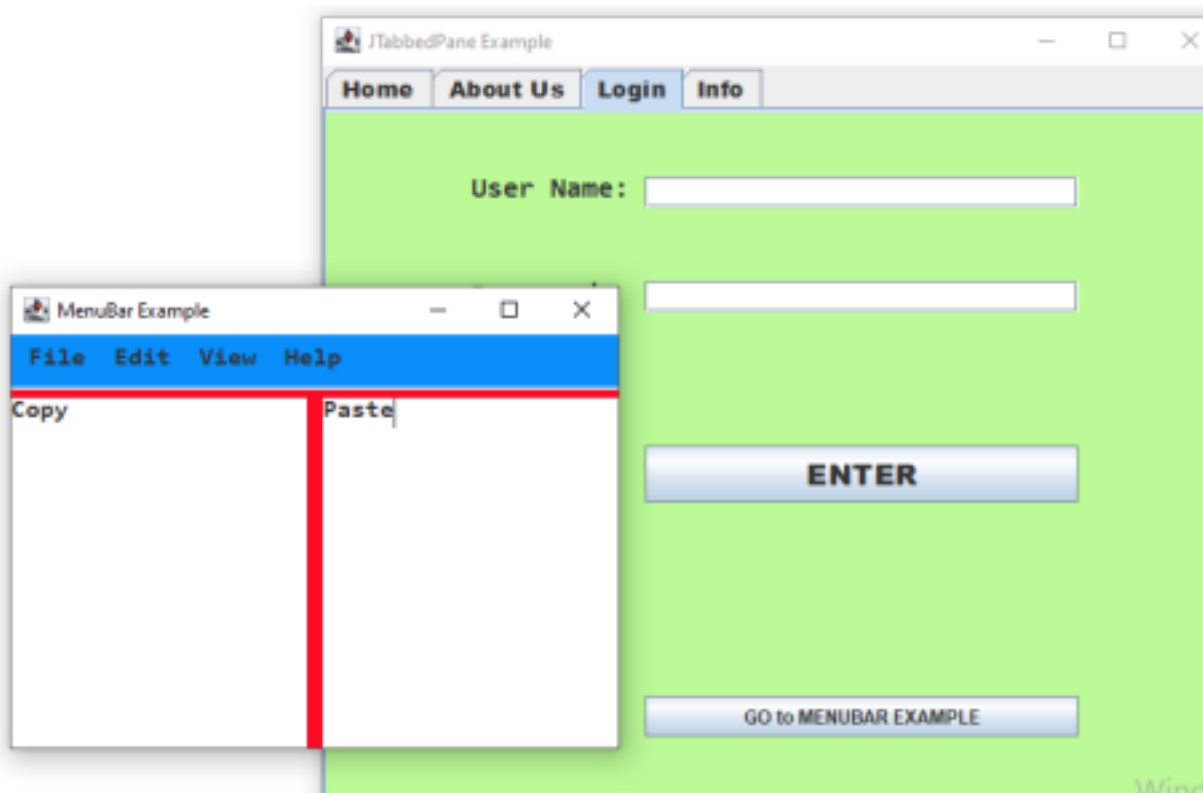 JTabbedPane Example
Home About Us Login Info
User Name:
MenuBar Example
File Edit View Help
Copy Paste
ENTER
GO to MENUBAR EXAMPLE